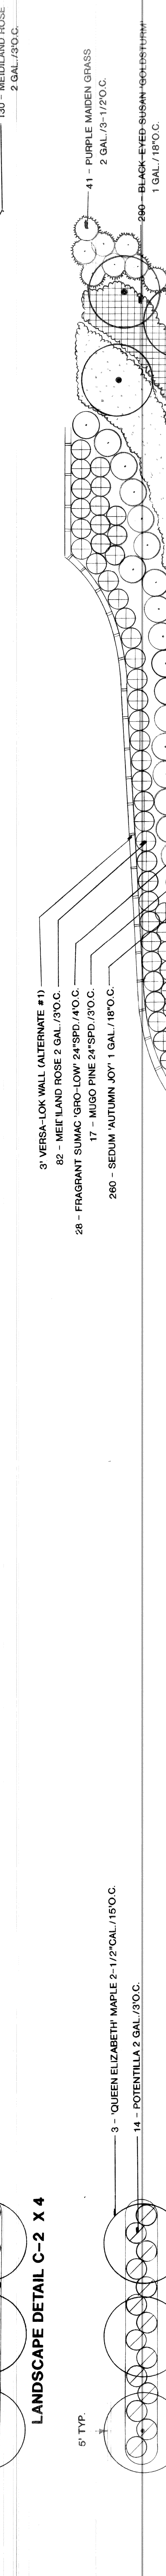 130 - MEIDILAND ROSE
2 GAL./3'O.C.
41 - PURPLE MAIDEN GRASS
2 GAL./3-1/2'O.C.
290 - BLACK-EYED SUSAN 'GOLDSTURM'
1 GAL./18"O.C.
3' VERSA-LOK WALL (ALTERNATE #1)
82 - MEIDILAND ROSE 2 GAL./3'O.C.
28 - FRAGRANT SUMAC 'GRO-LOW' 24"SPD./4'O.C.
17 - MUGO PINE 24"SPD./3'O.C.
260 - SEDUM 'AUTUMN JOY' 1 GAL./18"O.C.
3 - 'QUEEN ELIZABETH' MAPLE 2-1/2"CAL./15'O.C.
14 - POTENTILLA 2 GAL./3'O.C.
LANDSCAPE DETAIL C-2 X 4
5' TYP.